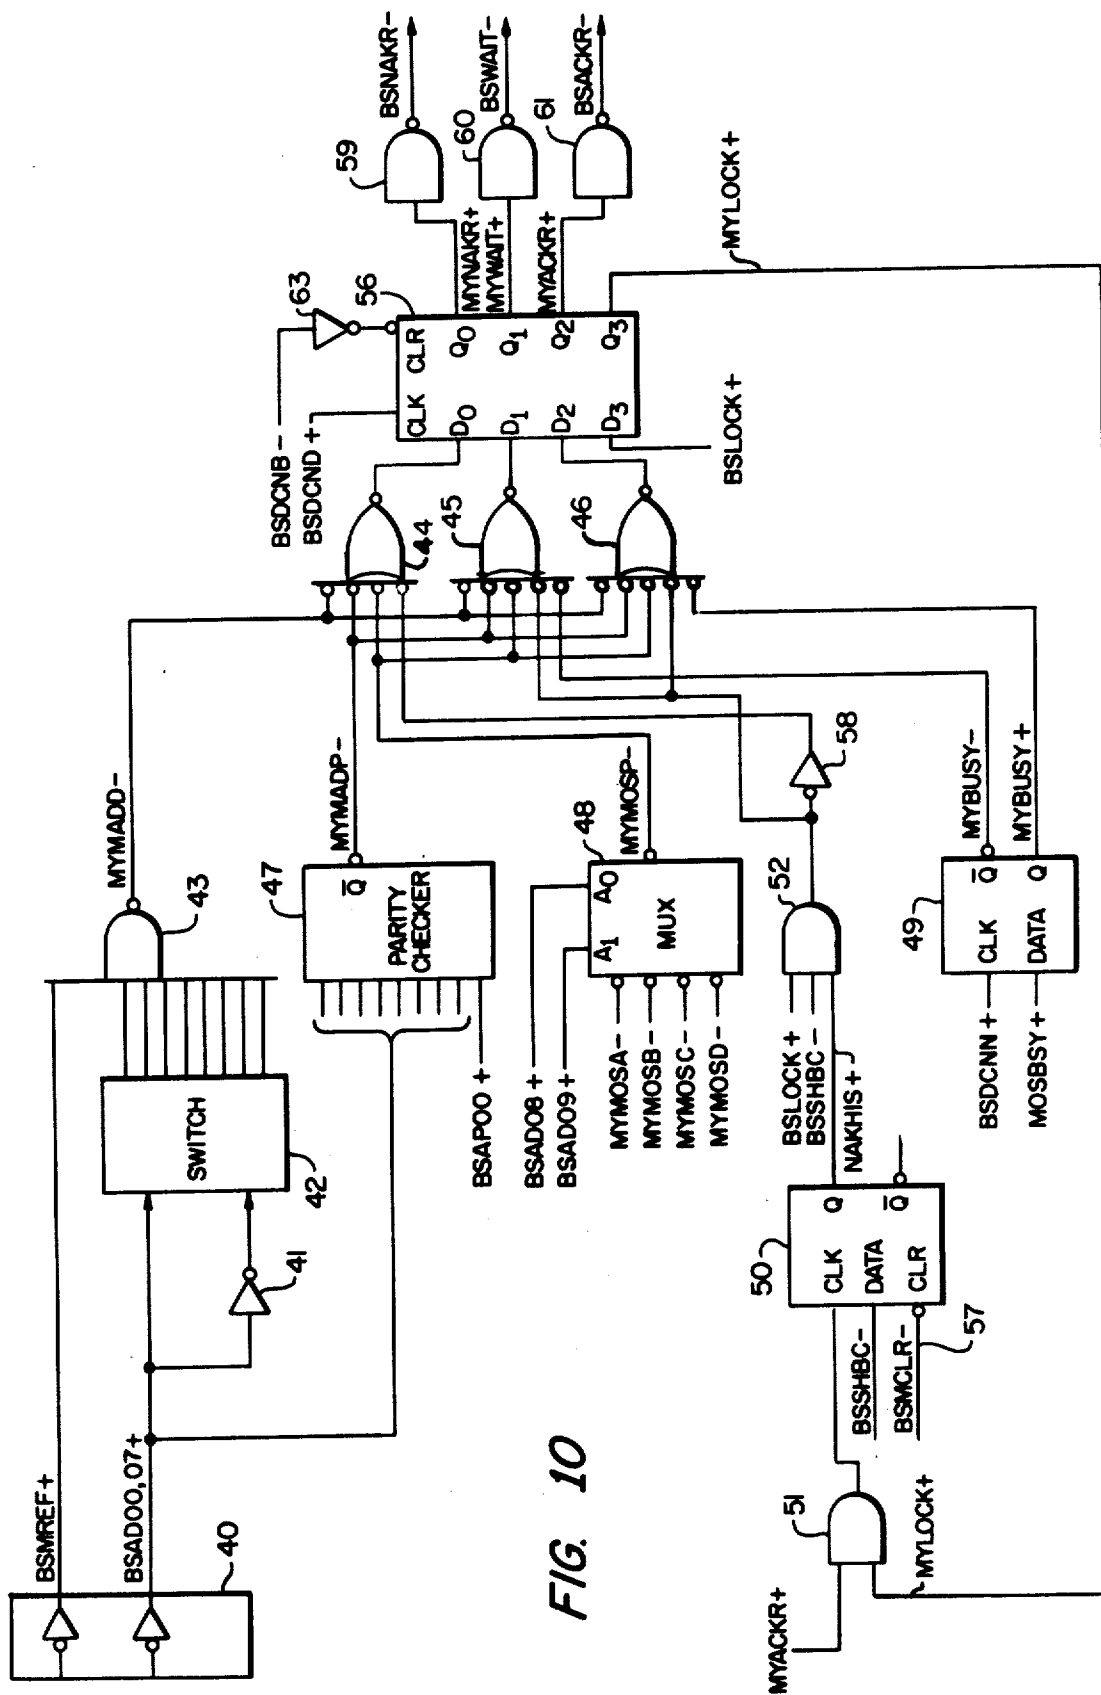 BSMREF+
BSAD00,07+
40
41
SWITCH
42
43
MYMADD-
47
PARITY
CHECKER
Q
MYMADP-
BSAP00+
BSAD08+
BSAD09+
A1 A0
MUX
48
MYMOSP-
MYMOSA-
MYMOSB-
MYMOSC-
MYMOSD-
BSLOCK+
BSSHBC-
NAKHIS+
52
58
49
CLK Q
DATA Q
BSDCNN+
MOSBSY+
MYBUSY-
MYBUSY+
50
CLK Q
DATA
Q
CLR
BSSHBC-
BSMCLR-
57
51
MYACKR+
MYLOCK+
44
45
46
BSDCNB-
BSDCND+
63
56
CLK CLR
D0 Q0
D1 Q1
D2 Q2
D3 Q3
BSLOCK+
MYNAKR+
MYWAIT+
MYACKR+
MYLOCK+
59
60
61
BSNAKR-
BSWAIT-
BSACKR-
FIG. 10